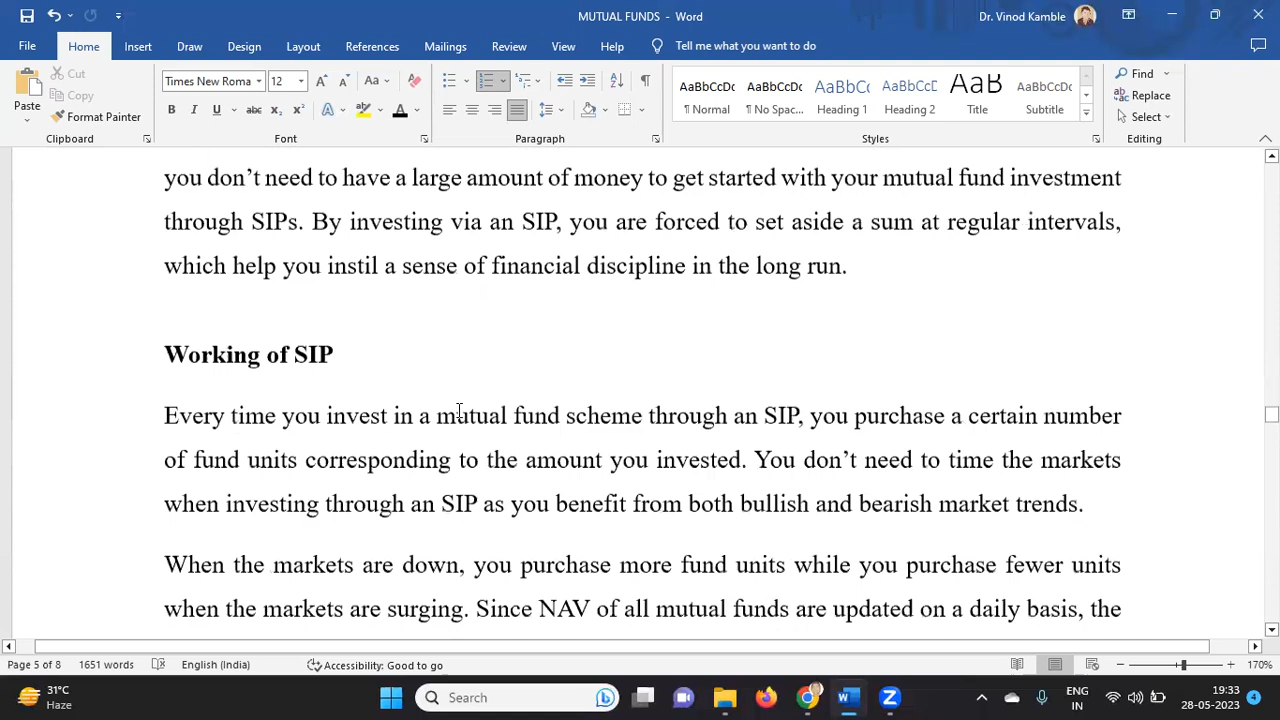 MUTUAL FUNDS - Word
Dr. Vinod Kamble
File Home Insert Draw Design Layout References Mailings Review View Help Tell me what you want to do
Paste
Cut
Copy
Format Painter
Clipboard
Times New Roma 12
Font
Paragraph
AaBbCcDc AaBbCcDc AaBbCc AaBbCcD AaB AaBbCcD
¶ Normal ¶ No Spac... Heading 1 Heading 2 Title Subtitle
Styles
Find
Replace
Select
Editing
you don’t need to have a large amount of money to get started with your mutual fund investment
through SIPs. By investing via an SIP, you are forced to set aside a sum at regular intervals,
which help you instil a sense of financial discipline in the long run.
Working of SIP
Every time you invest in a mutual fund scheme through an SIP, you purchase a certain number
of fund units corresponding to the amount you invested. You don’t need to time the markets
when investing through an SIP as you benefit from both bullish and bearish market trends.
When the markets are down, you purchase more fund units while you purchase fewer units
when the markets are surging. Since NAV of all mutual funds are updated on a daily basis, the
Page 5 of 8 1651 words English (India) Accessibility: Good to go 170%
31°C
Haze
Search
ENG
IN
19:33
28-05-2023
4